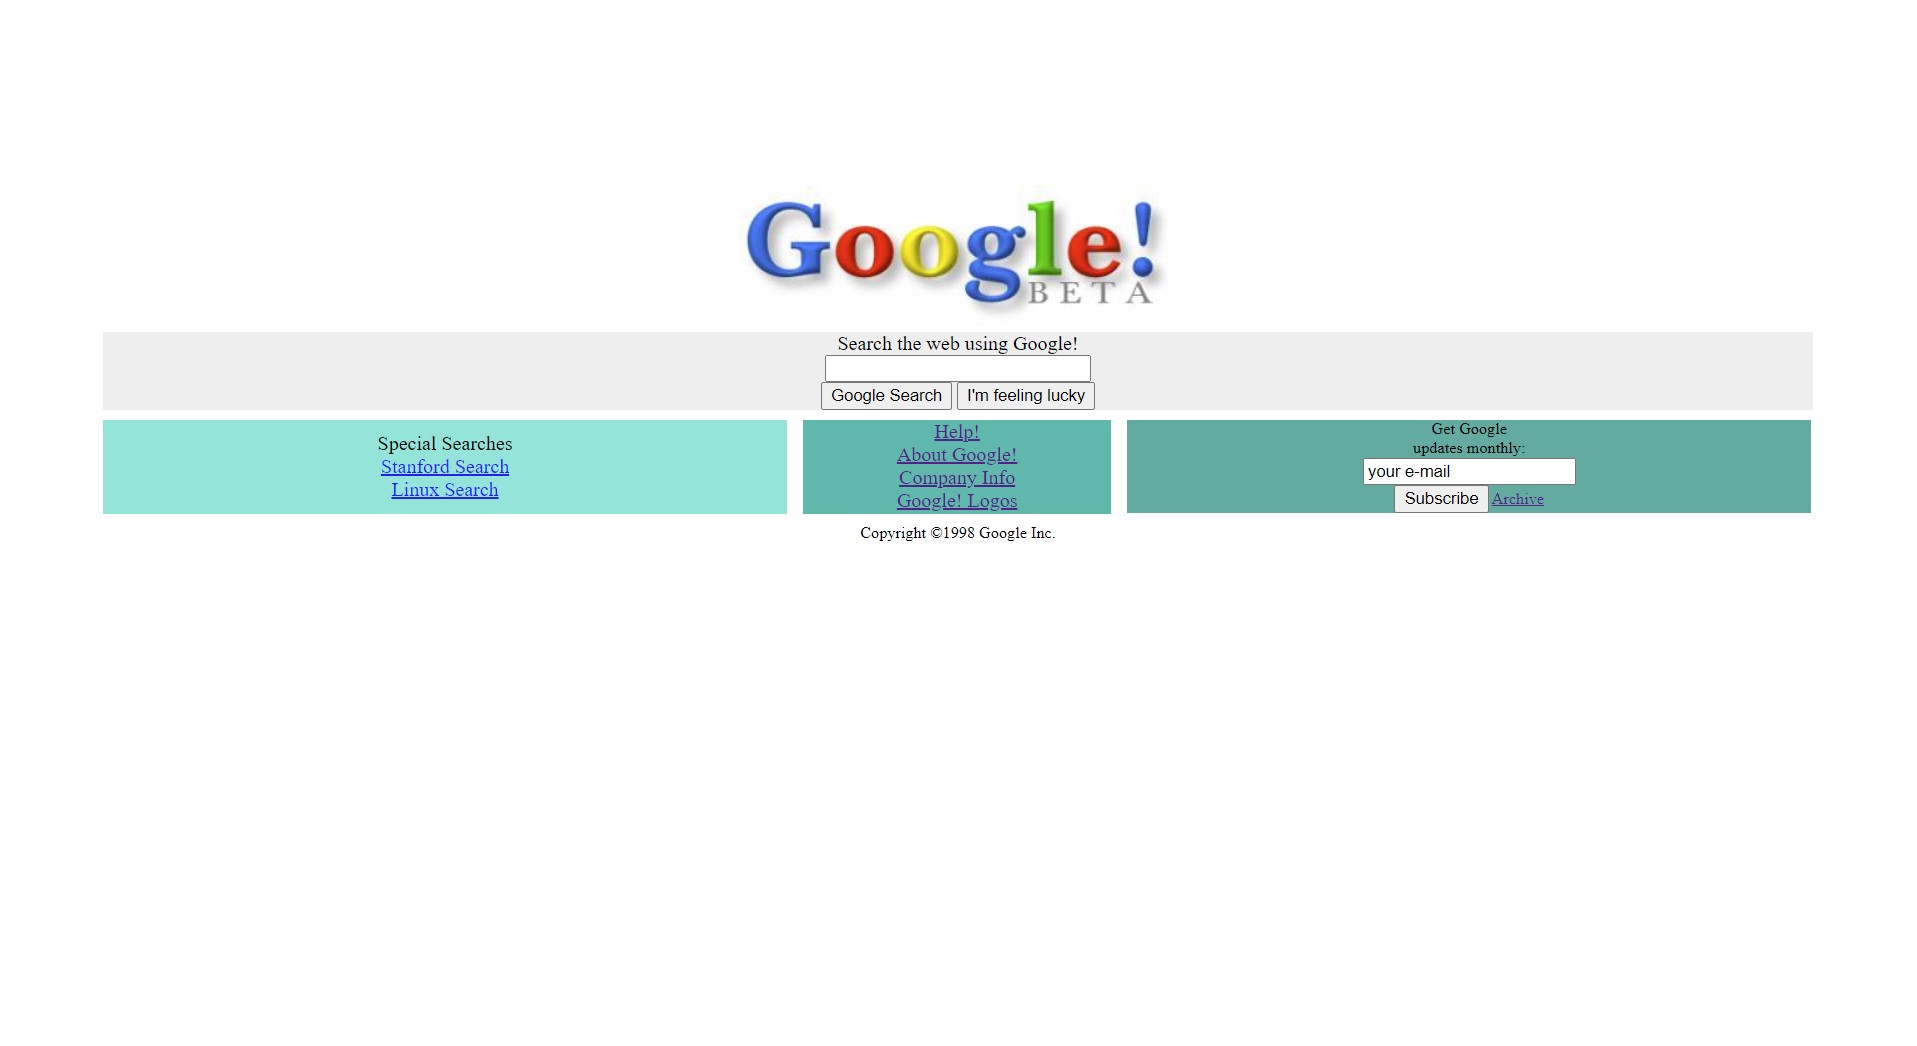 Google!
BETA
Search the web using Google!
Google Search I'm feeling lucky
Special Searches
Stanford Search
Linux Search
Help!
About Google!
Company Info
Google! Logos
Get Google
updates monthly:
your e-mail
Subscribe Archive
Copyright ©1998 Google Inc.